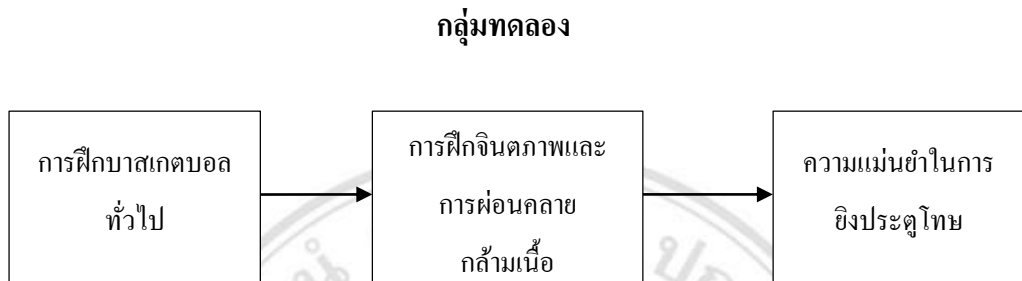 กลุ่มทดลอง
การฝึกบาสเกตบอล
ทั่วไป
การฝึกจินตภาพและ
การผ่อนคลาย
กล้ามเนื้อ
ความแม่นยำในการ
ยิงประตูโทษ